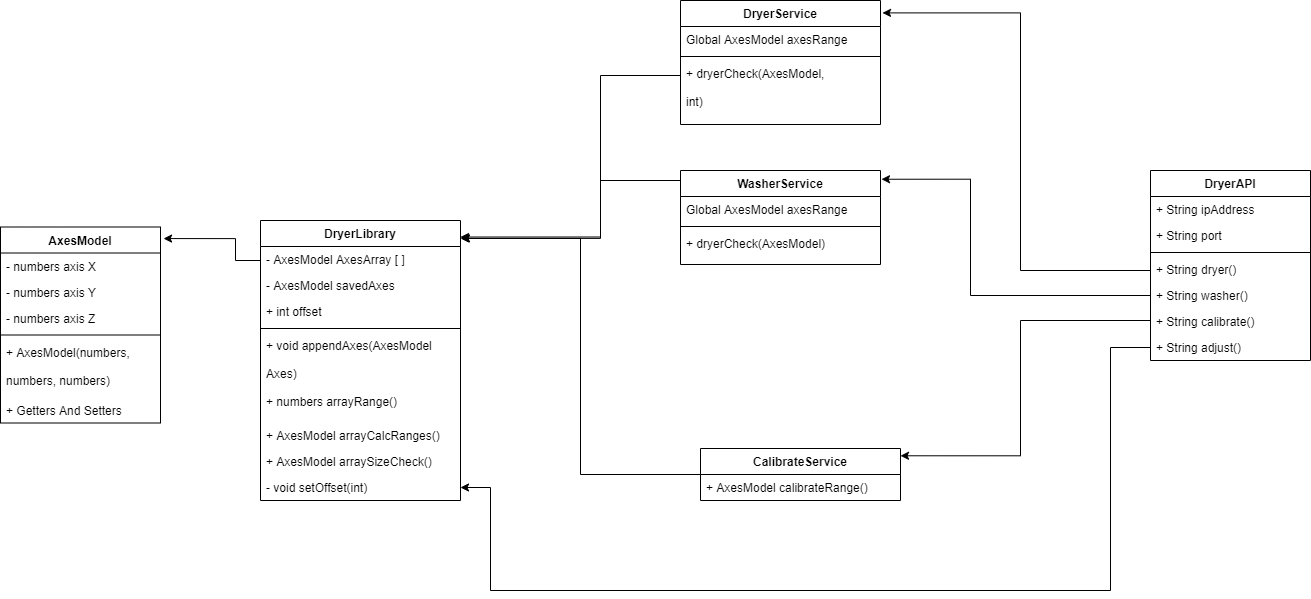 DryerService
Global AxesModel axesRange
+ dryerCheck(AxesModel,
int)
WasherService
Global AxesModel axesRange
+ dryerCheck(AxesModel)
DryerAPI
+ String ipAddress
+ String port
+ String dryer()
+ String washer()
+ String calibrate()
+ String adjust()
AxesModel
- numbers axis X
- numbers axis Y
- numbers axis Z
+ AxesModel(numbers,
numbers, numbers)
+ Getters And Setters
DryerLibrary
- AxesModel AxesArray [ ]
- AxesModel savedAxes
+ int offset
+ void appendAxes(AxesModel
Axes)
+ numbers arrayRange()
+ AxesModel arrayCalcRanges()
+ AxesModel arraySizeCheck()
- void setOffset(int)
CalibrateService
+ AxesModel calibrateRange()